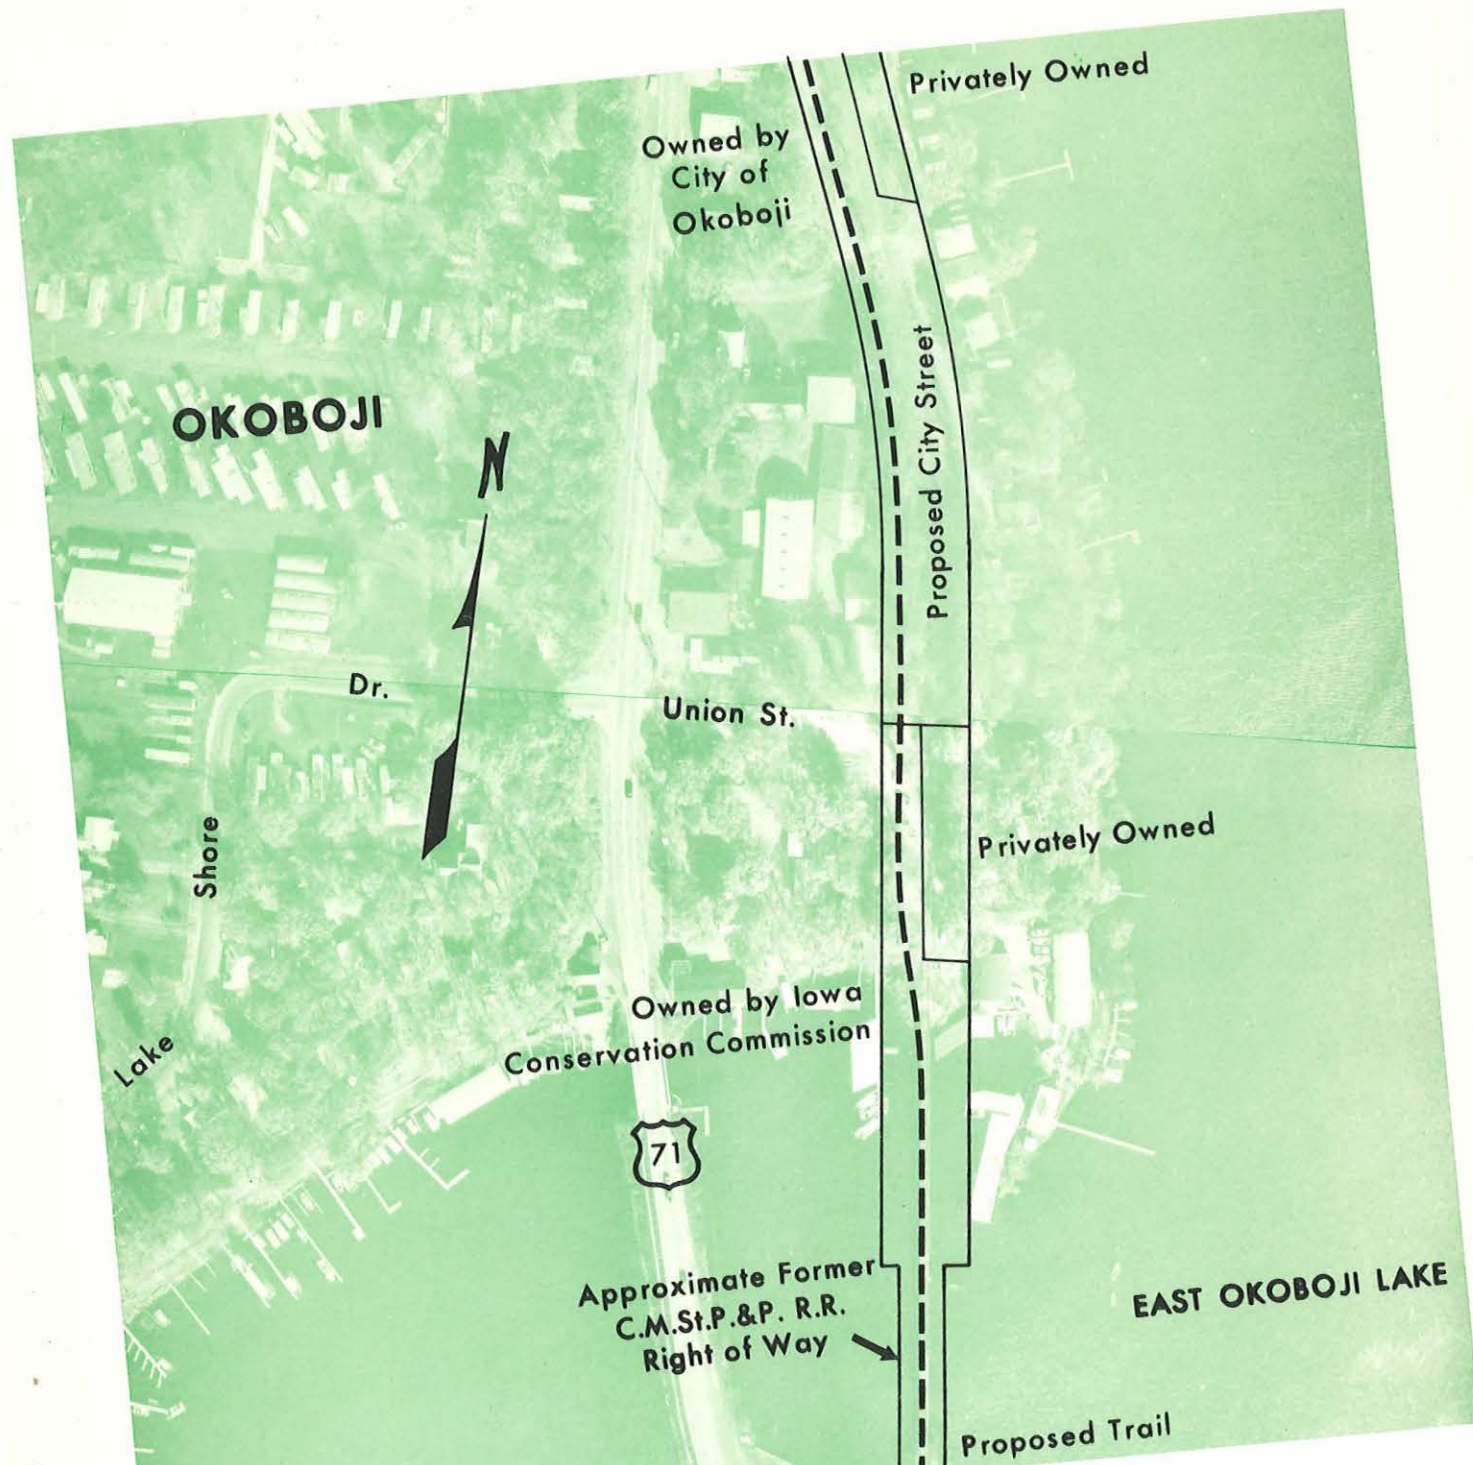 Privately Owned
Owned by
City of
Okoboji
Proposed City Street
OKOBOJI
N
Dr.
Union St.
Shore
Privately Owned
Owned by Iowa
Conservation Commission
Lake
71
Approximate Former
C.M.St.P.&P. R.R.
Right of Way
EAST OKOBOJI LAKE
Proposed Trail